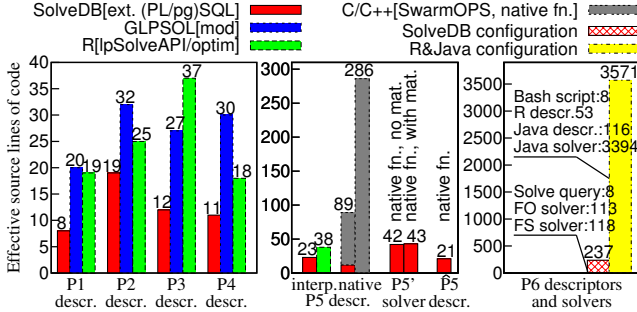 SolveDB[ext. (PL/pg)SQL]
GLPSOL[mod]
R[lpSolveAPI/optim]
C/C++[SwarmOPS, native fn.]
SolveDB configuration
R&Java configuration
Effective source lines of code
40
35
30
25
20
15
10
5
0
8 20 19
19 32 25
12 27 37
11 30 18
P1 descr.
P2 descr.
P3 descr.
P4 descr.
300
250
200
150
100
50
0
23 38
89 286
native fn., no mat.
native fn., with mat.
42 43
native fn.
21
interp. native
P5 descr.
P5' solver
P̂5 descr.
3500
3000
2500
2000
1500
1000
500
0
3571
Bash script:8
R descr.53
Java descr.:116
Java solver:3394
Solve query:8
FO solver:113
FS solver:118
237
P6 descriptors
and solvers